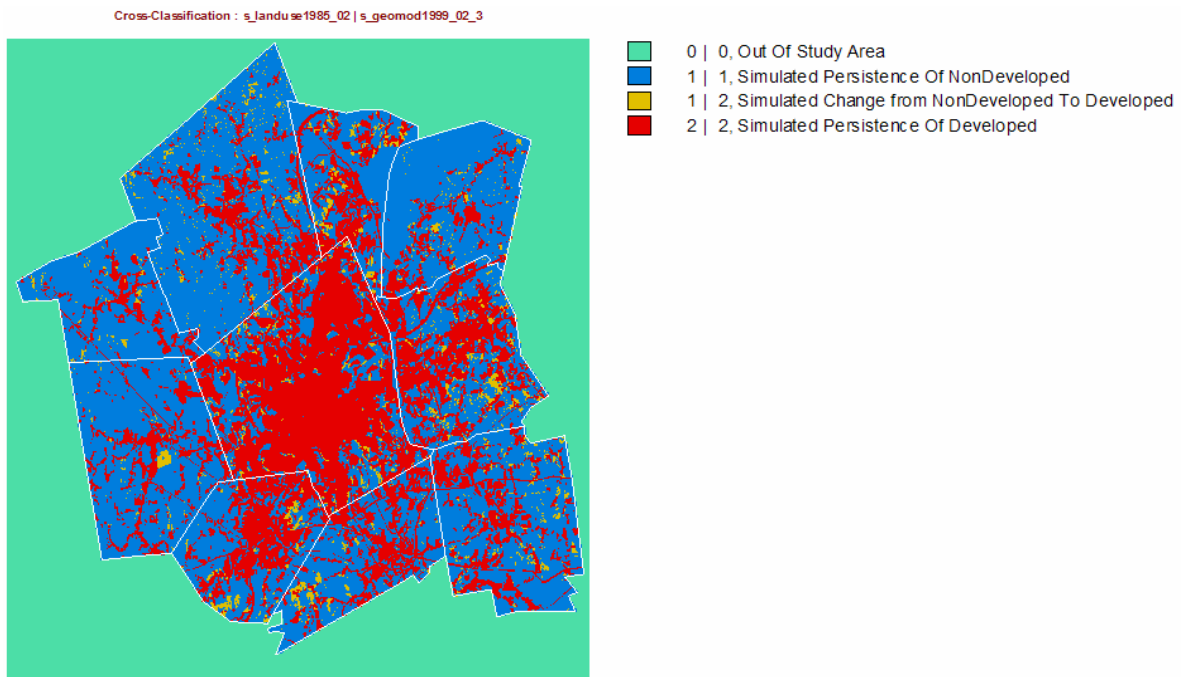 Cross-Classification : s_landuse1985_02 | s_geomod1999_02_3
0 | 0, Out Of Study Area
1 | 1, Simulated Persistence Of NonDeveloped
1 | 2, Simulated Change from NonDeveloped To Developed
2 | 2, Simulated Persistence Of Developed